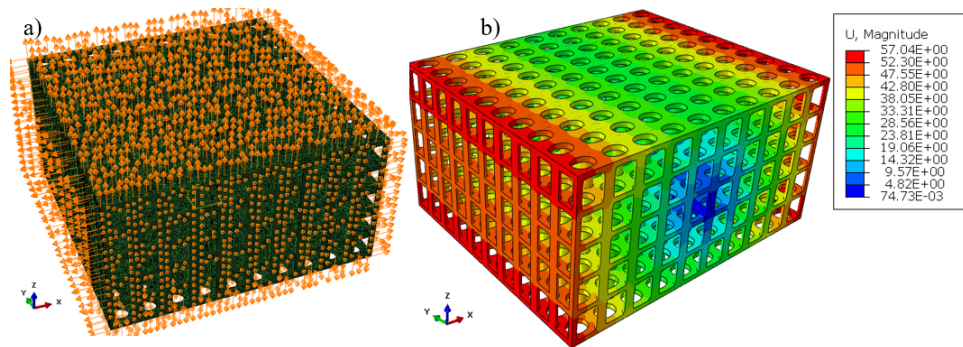 a)
b)
U, Magnitude
57.04E+00
52.30E+00
47.55E+00
42.80E+00
38.05E+00
33.31E+00
28.56E+00
23.81E+00
19.06E+00
14.32E+00
9.57E+00
4.82E+00
74.73E-03
Z
Y
X
Z
Y
X